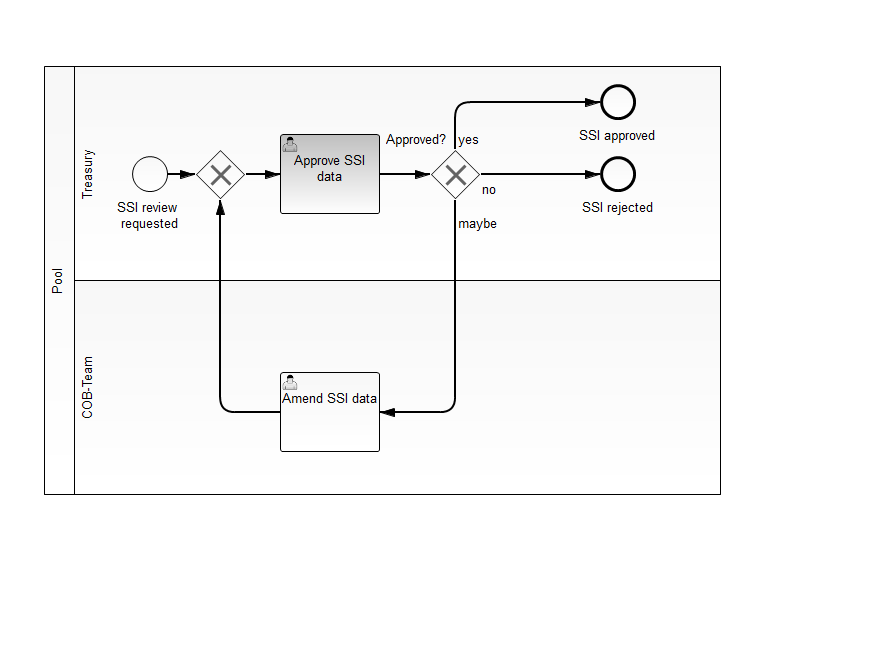 Pool
Treasury
COB-Team
SSI review
requested
Approve SSI
data
Approved?
yes
no
maybe
SSI approved
SSI rejected
Amend SSI data